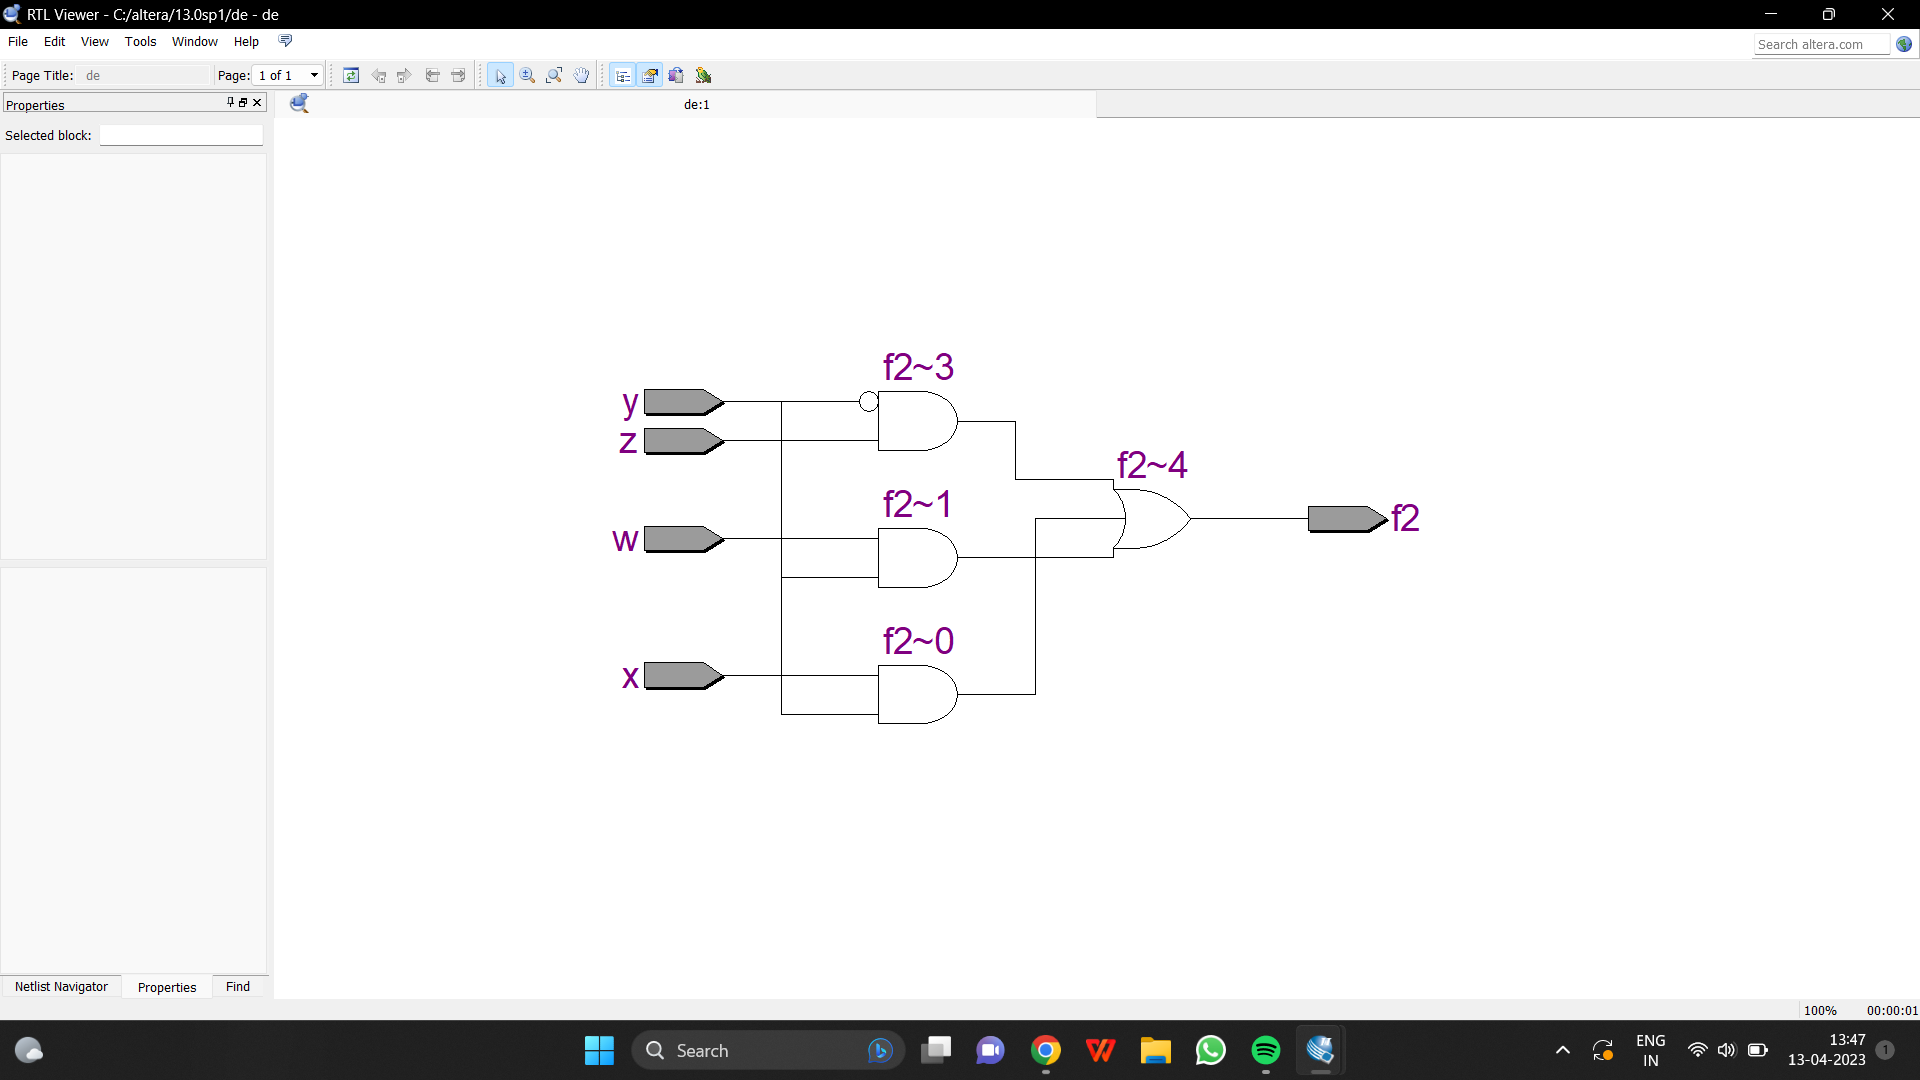 RTL Viewer - C:/altera/13.0sp1/de - de
File Edit View Tools Window Help
Search altera.com
Page Title: de Page: 1 of 1
Properties
de:1
Selected block:
f2~3
y
z
f2~4
f2~1
f2
w
f2~0
x
Netlist Navigator Properties Find
100% 00:00:01
Search
ENG
IN
13:47
13-04-2023
1